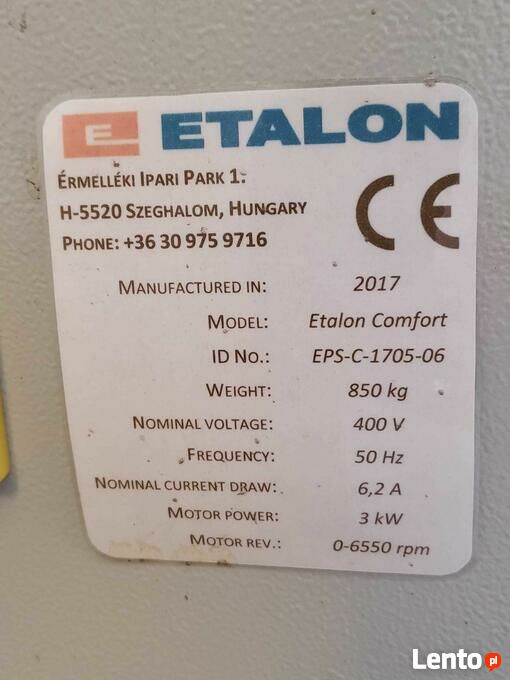 E ETALON
ÉRMELLÉKI IPARI PARK 1.
H-5520 SZEGHALOM, HUNGARY
PHONE: +36 30 975 9716
CE
MANUFACTURED IN: 2017
MODEL: Etalon Comfort
ID NO.: EPS-C-1705-06
WEIGHT: 850 kg
NOMINAL VOLTAGE: 400 V
FREQUENCY: 50 Hz
NOMINAL CURRENT DRAW: 6,2 A
MOTOR POWER: 3 kW
MOTOR REV.: 0-6550 rpm
Lento.pl